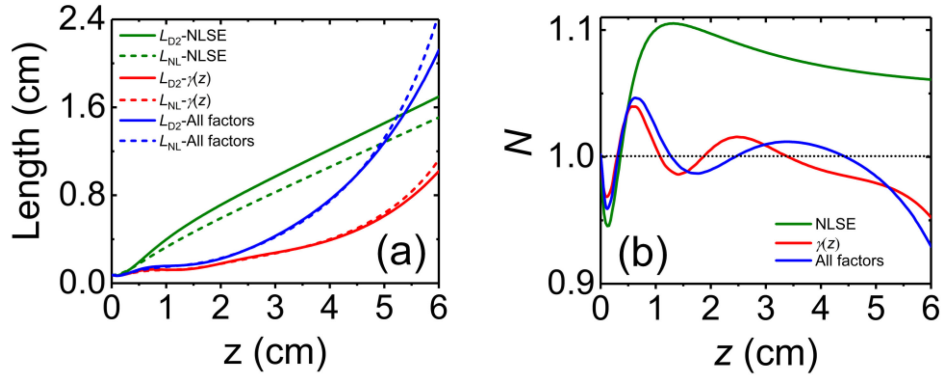 2.4
1.6
0.8
0.0
Length (cm)
L_D2-NLSE
L_NL-NLSE
L_D2-γ(z)
L_NL-γ(z)
L_D2-All factors
L_NL-All factors
(a)
0 1 2 3 4 5 6
z (cm)
1.1
1.0
0.9
N
(b)
NLSE
γ(z)
All factors
0 1 2 3 4 5 6
z (cm)